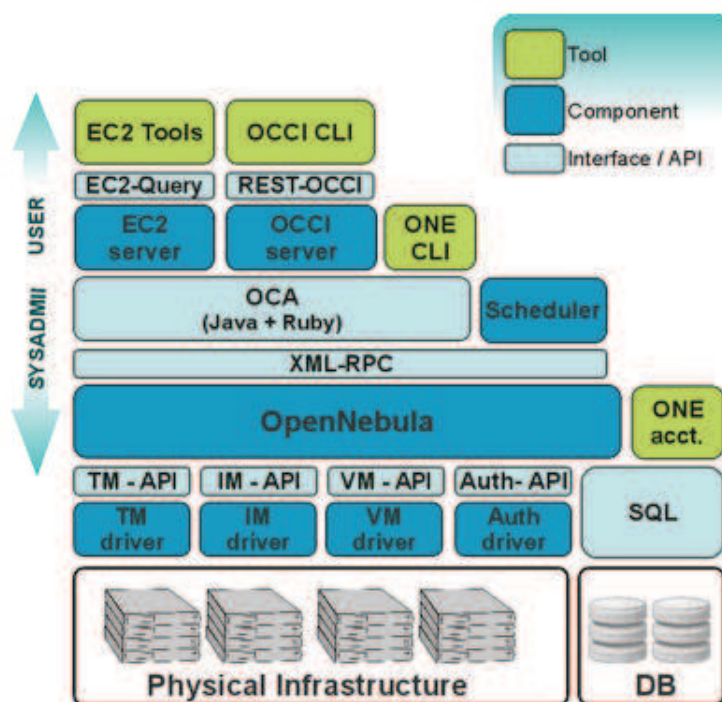 Tool
Component
Interface / API
EC2 Tools
OCCI CLI
EC2-Query
REST-OCCI
EC2
server
OCCI
server
ONE
CLI
USER
SYSADMII
OCA
(Java + Ruby)
Scheduler
XML-RPC
OpenNebula
ONE
acct.
TM - API
IM - API
VM - API
Auth- API
TM
driver
IM
driver
VM
driver
Auth
driver
SQL
Physical Infrastructure
DB